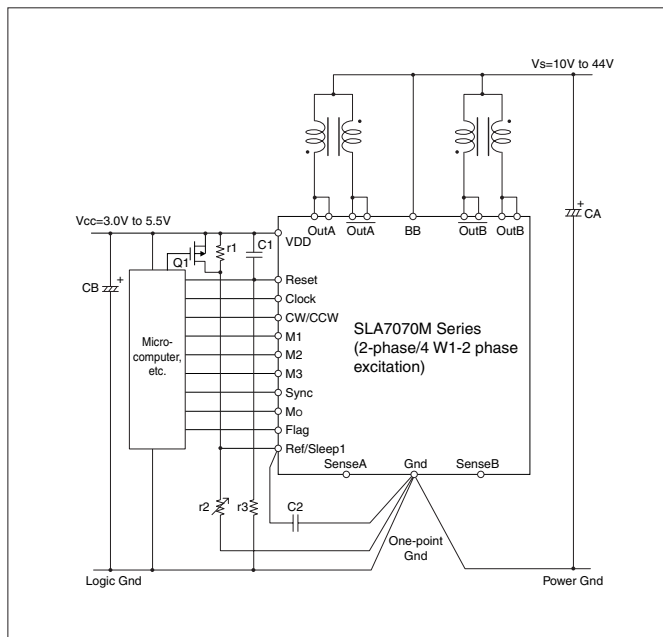 Vs=10V to 44V
Vcc=3.0V to 5.5V
OutA OutA BB OutB OutB
CA
VDD
r1 C1
Q1
CB
Reset
Clock
CW/CCW
M1
M2
M3
Sync
Mo
Flag
Ref/Sleep1
SLA7070M Series
(2-phase/4 W1-2 phase
excitation)
Micro-
computer,
etc.
SenseA Gnd SenseB
r2 r3 C2
One-point
Gnd
Logic Gnd Power Gnd
+
+